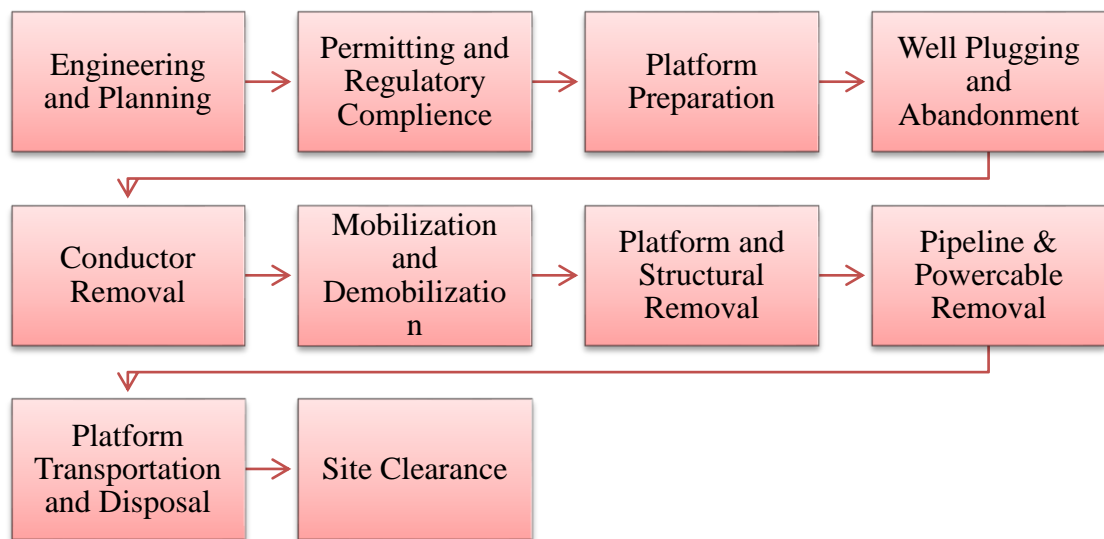 Engineering
and Planning
Permitting and
Regulatory
Complience
Platform
Preparation
Well Plugging
and
Abandonment
Conductor
Removal
Mobilization
and
Demobilizatio
n
Platform and
Structural
Removal
Pipeline &
Powercable
Removal
Platform
Transportation
and Disposal
Site Clearance